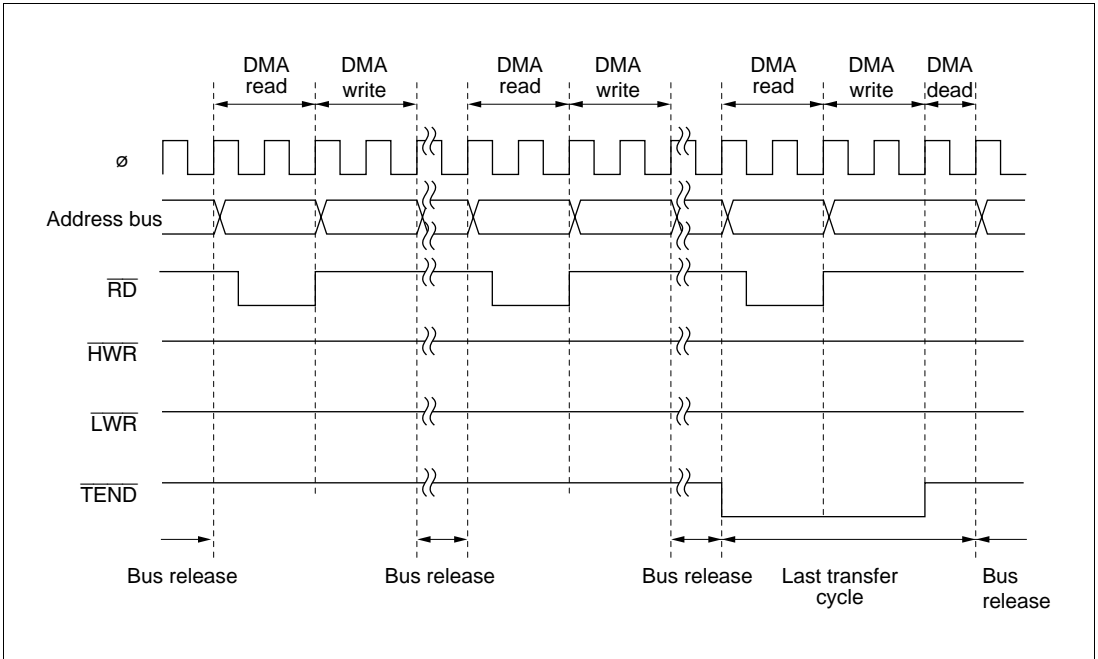 DMA read
DMA write
DMA read
DMA write
DMA read
DMA write
DMA dead
ø
Address bus
RD
HWR
LWR
TEND
Bus release
Bus release
Bus release
Last transfer cycle
Bus release